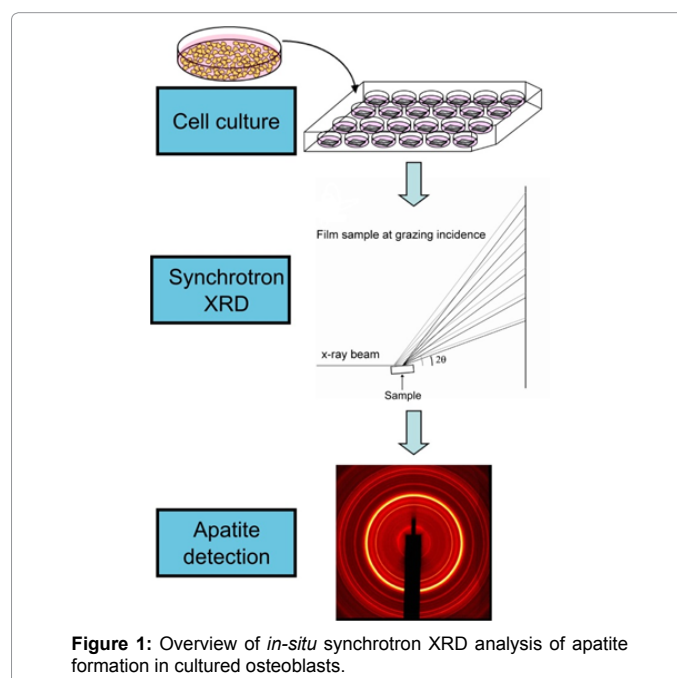 Cell culture
Film sample at grazing incidence
Synchrotron
XRD
x-ray beam
2θ
Sample
Apatite
detection
Figure 1: Overview of in-situ synchrotron XRD analysis of apatite
formation in cultured osteoblasts.